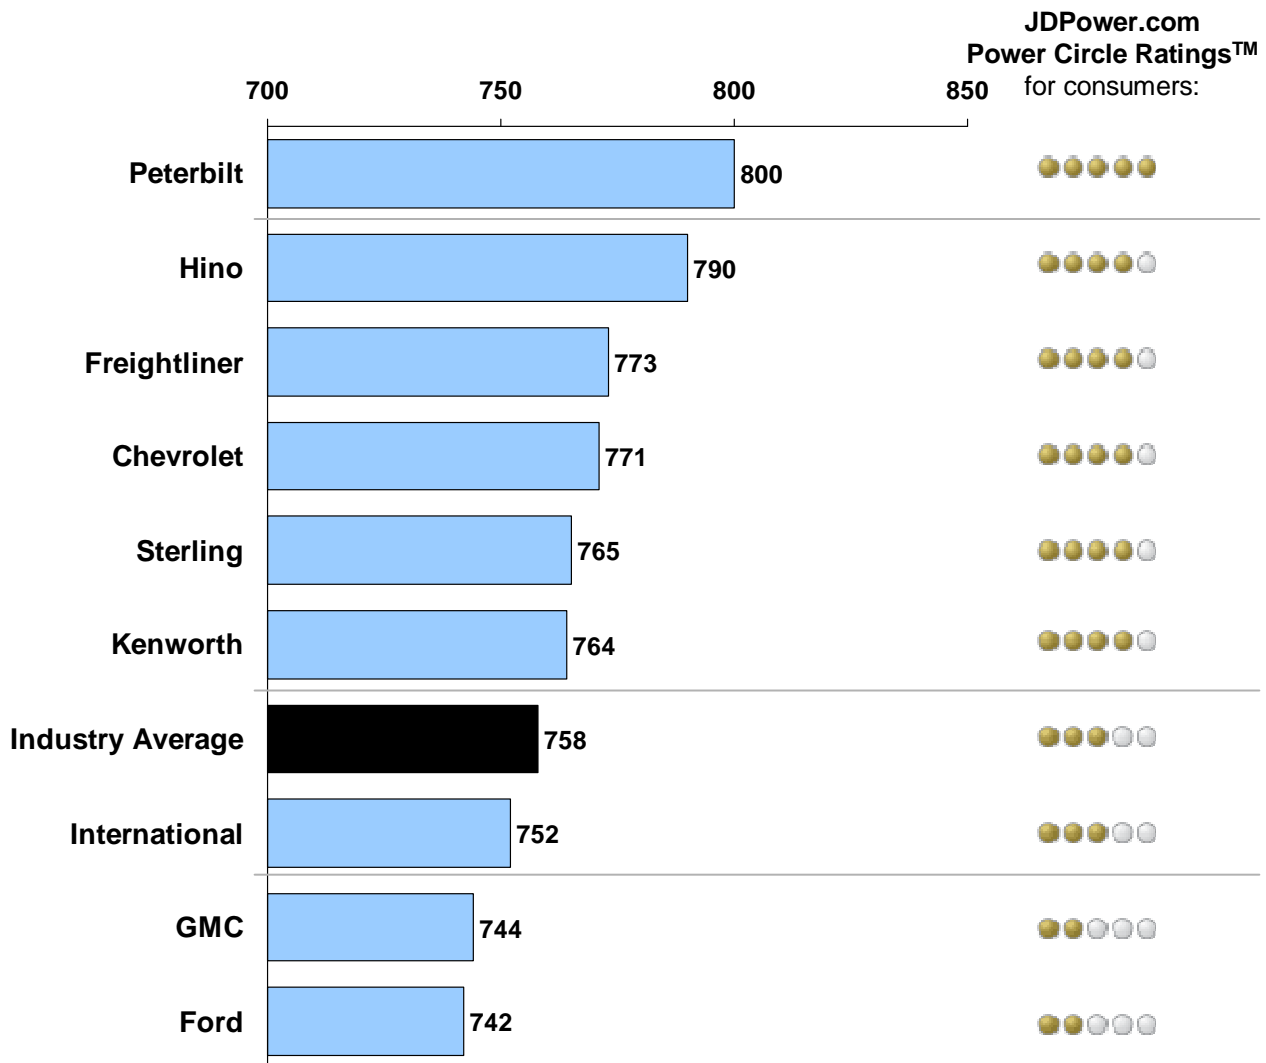 JDPower.com
Power Circle Ratings™
for consumers:
700 750 800 850
Peterbilt 800
Hino 790
Freightliner 773
Chevrolet 771
Sterling 765
Kenworth 764
Industry Average 758
International 752
GMC 744
Ford 742